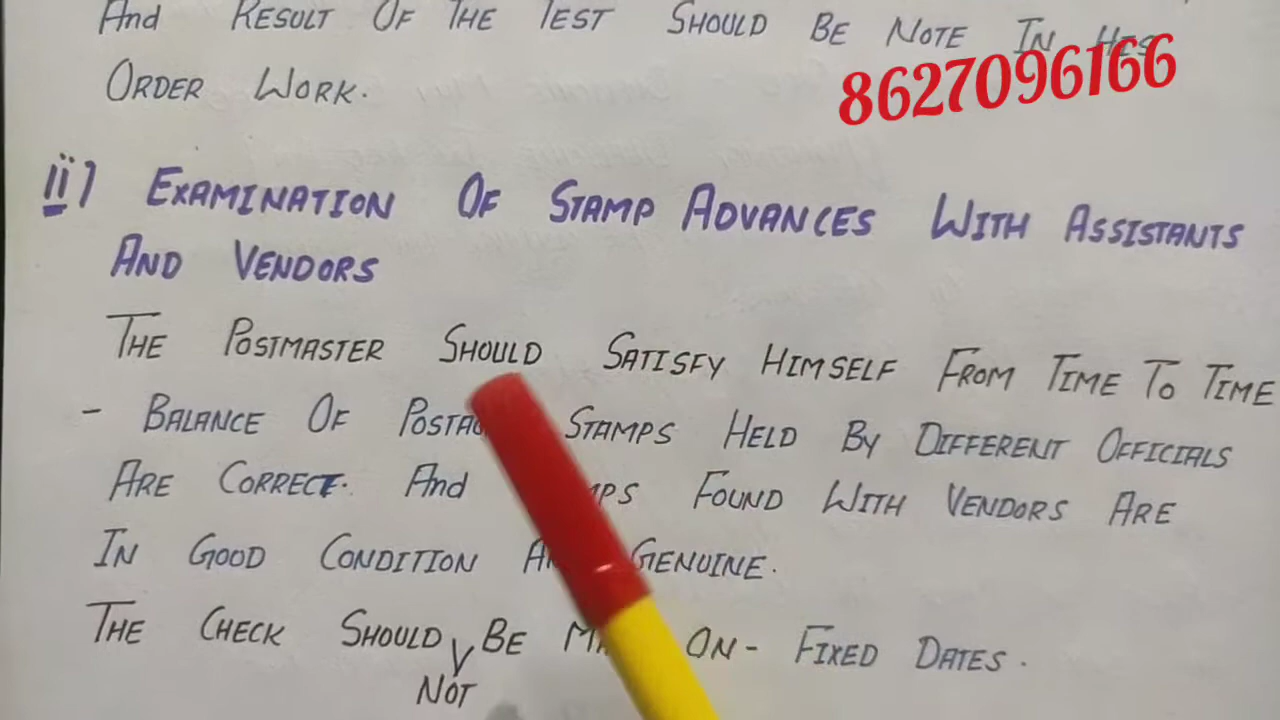 And RESULT OF THE TEST SHOULD BE NOTE IN HIS
ORDER WORK.
8627096166
ii) EXAMINATION OF STAMP ADVANCES WITH ASSISTANTS
AND VENDORS
THE POSTMASTER SHOULD SATISFY HIMSELF FROM TIME TO TIME
- BALANCE OF STAMPS HELD BY DIFFERENT OFFICIALS
ARE CORRECT. And FOUND WITH VENDORS ARE
IN GOOD CONDITION GENUINE.
THE CHECK SHOULD NOT BE ON - FIXED DATES.